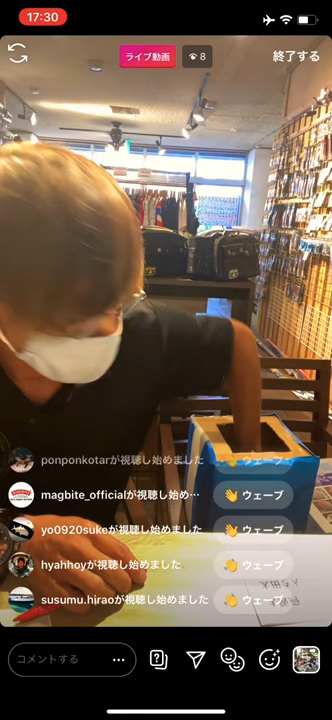 17:30
ライブ動画
8
終了する
ponponkotarが視聴し始めました
ウェーブ
magbite_officialが視聴し始め…
ウェーブ
yo0920sukeが視聴し始めました
ウェーブ
hyahhoyが視聴し始めました
ウェーブ
susumu.hiraoが視聴し始めました
ウェーブ
コメントする